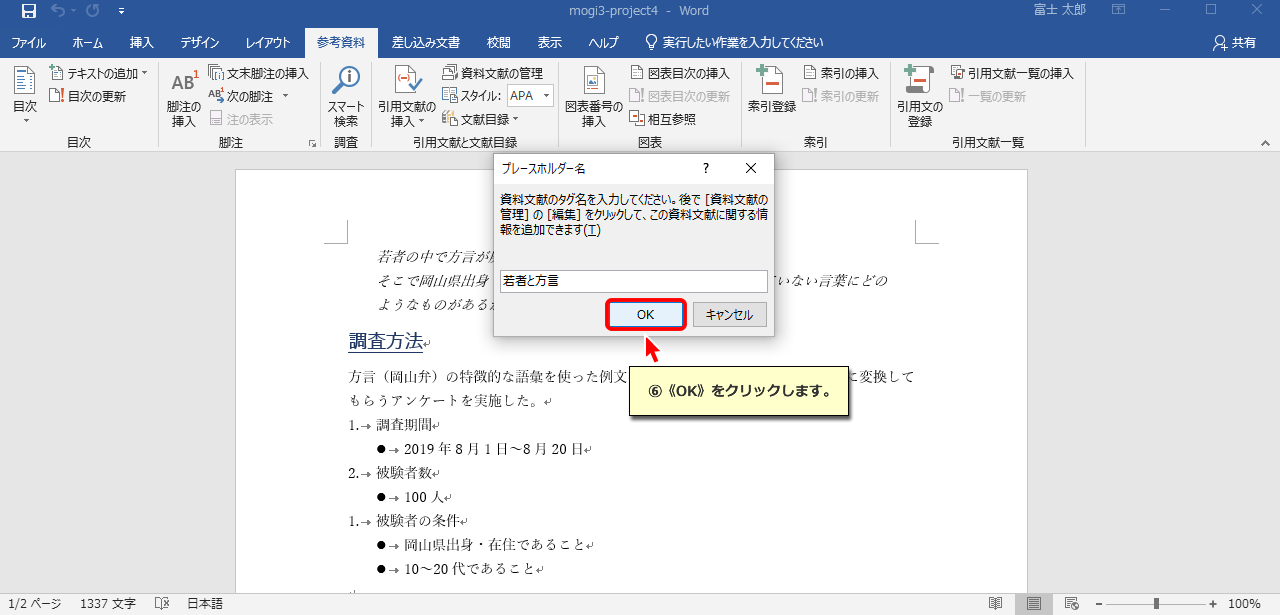 mogi3-project4 - Word
富士 太郎
ファイル ホーム 挿入 デザイン レイアウト 参考資料 差し込み文書 校閲 表示 ヘルプ 実行したい作業を入力してください 共有
目次
テキストの追加
目次の更新
目次
AB1
脚注の
挿入
文末脚注の挿入
AB1 次の脚注
注の表示
脚注
スマート
検索
調査
引用文献の
挿入
資料文献の管理
スタイル: APA
文献目録
引用文献と文献目録
図表番号の
挿入
図表目次の挿入
図表目次の更新
相互参照
図表
索引登録
索引の挿入
索引の更新
索引
引用文の
登録
引用文献一覧の挿入
一覧の更新
引用文献一覧
プレースホルダー名 ?
資料文献のタグ名を入力してください。後で [資料文献の
管理] の [編集] をクリックして、この資料文献に関する情
報を追加できます(T)
若者と方言
OK キャンセル
⑥《OK》をクリックします。
若者の中で方言が
そこで岡山県出身 いない言葉にどの
ようなものがあるか
調査方法
方言（岡山弁）の特徴的な語彙を使った例文 に変換して
もらうアンケートを実施した。
1. 調査期間
● 2019 年 8 月 1 日～8 月 20 日
2. 被験者数
● 100 人
1. 被験者の条件
● 岡山県出身・在住であること
● 10～20 代であること
1/2 ページ 1337 文字 日本語 100%